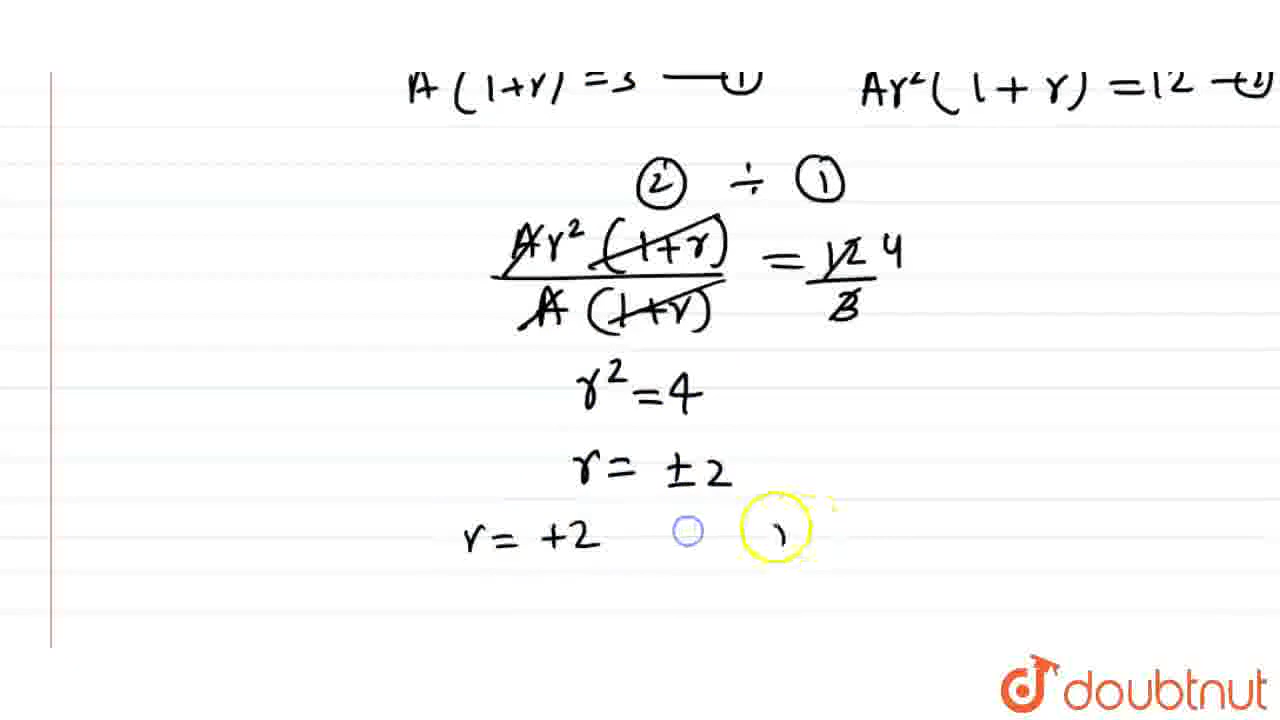 A(1+r) = 3 — ①    Ar²(1+r) = 12 — ②
② ÷ ①
Ar²(1+r) / A(1+r) = 12 4 / 3
r² = 4
r = ±2
r = +2
doubtnut